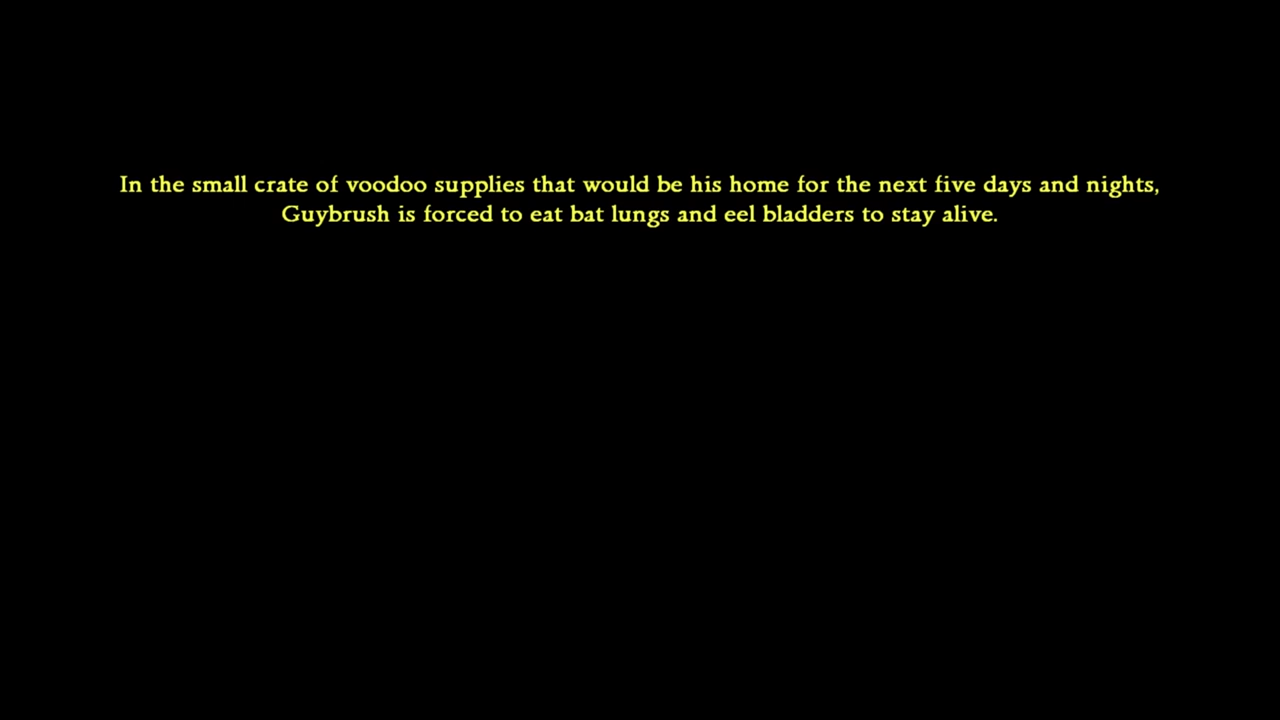 In the small crate of voodoo supplies that would be his home for the next five days and nights,
Guybrush is forced to eat bat lungs and eel bladders to stay alive.